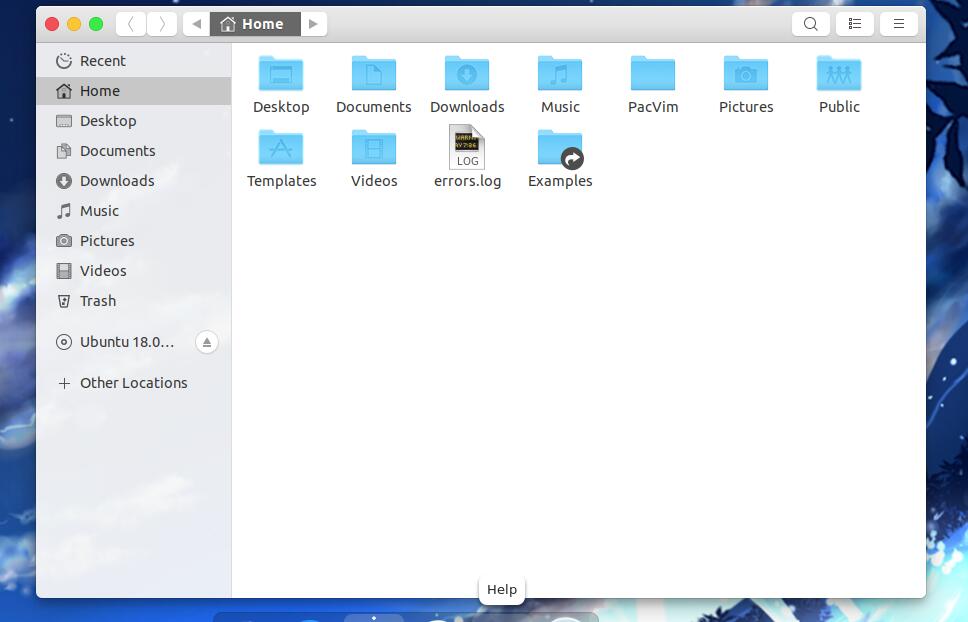 Home
Recent
Home
Desktop
Documents
Downloads
Music
Pictures
Videos
Trash
Ubuntu 18.0...
Other Locations
Desktop Documents Downloads Music PacVim Pictures Public
LOG
Templates Videos errors.log Examples
Help